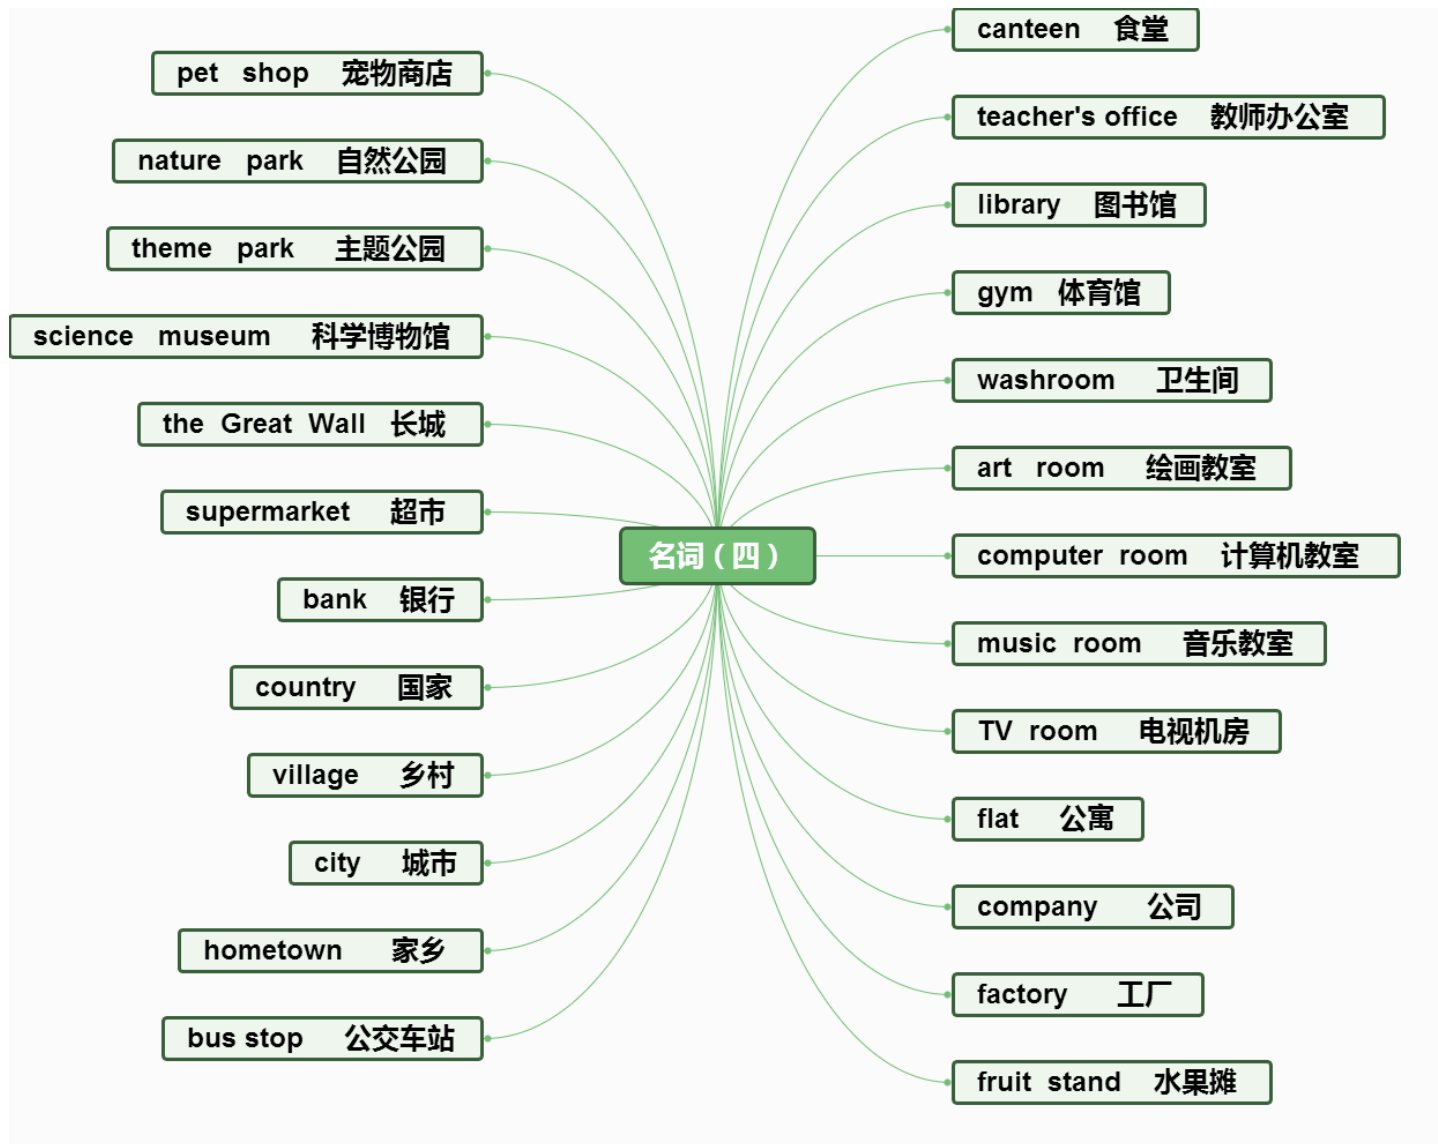 名词（四）
canteen 食堂
teacher's office 教师办公室
library 图书馆
gym 体育馆
washroom 卫生间
art room 绘画教室
computer room 计算机教室
music room 音乐教室
TV room 电视机房
flat 公寓
company 公司
factory 工厂
fruit stand 水果摊
pet shop 宠物商店
nature park 自然公园
theme park 主题公园
science museum 科学博物馆
the Great Wall 长城
supermarket 超市
bank 银行
country 国家
village 乡村
city 城市
hometown 家乡
bus stop 公交车站